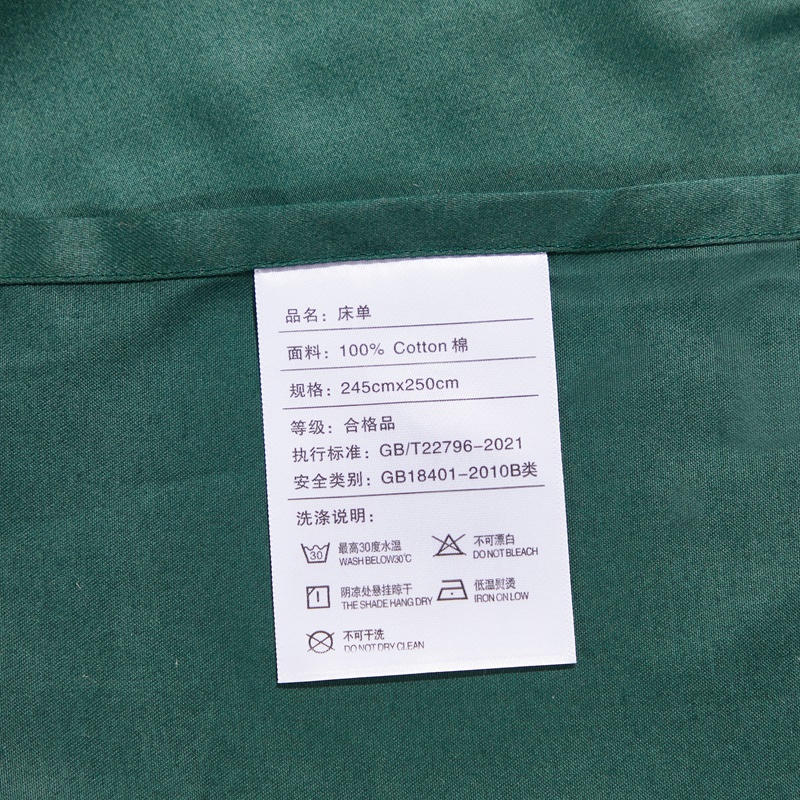 品名：床单
面料：100% Cotton 棉
规格：245cmx250cm
等级：合格品
执行标准：GB/T22796-2021
安全类别：GB18401-2010B类
洗涤说明：
30 最高30度水温 不可漂白
WASH BELOW30℃ DO NOT BLEACH
阴凉处悬挂晾干 低温熨烫
THE SHADE HANG DRY IRON ON LOW
不可干洗
DO NOT DRY CLEAN